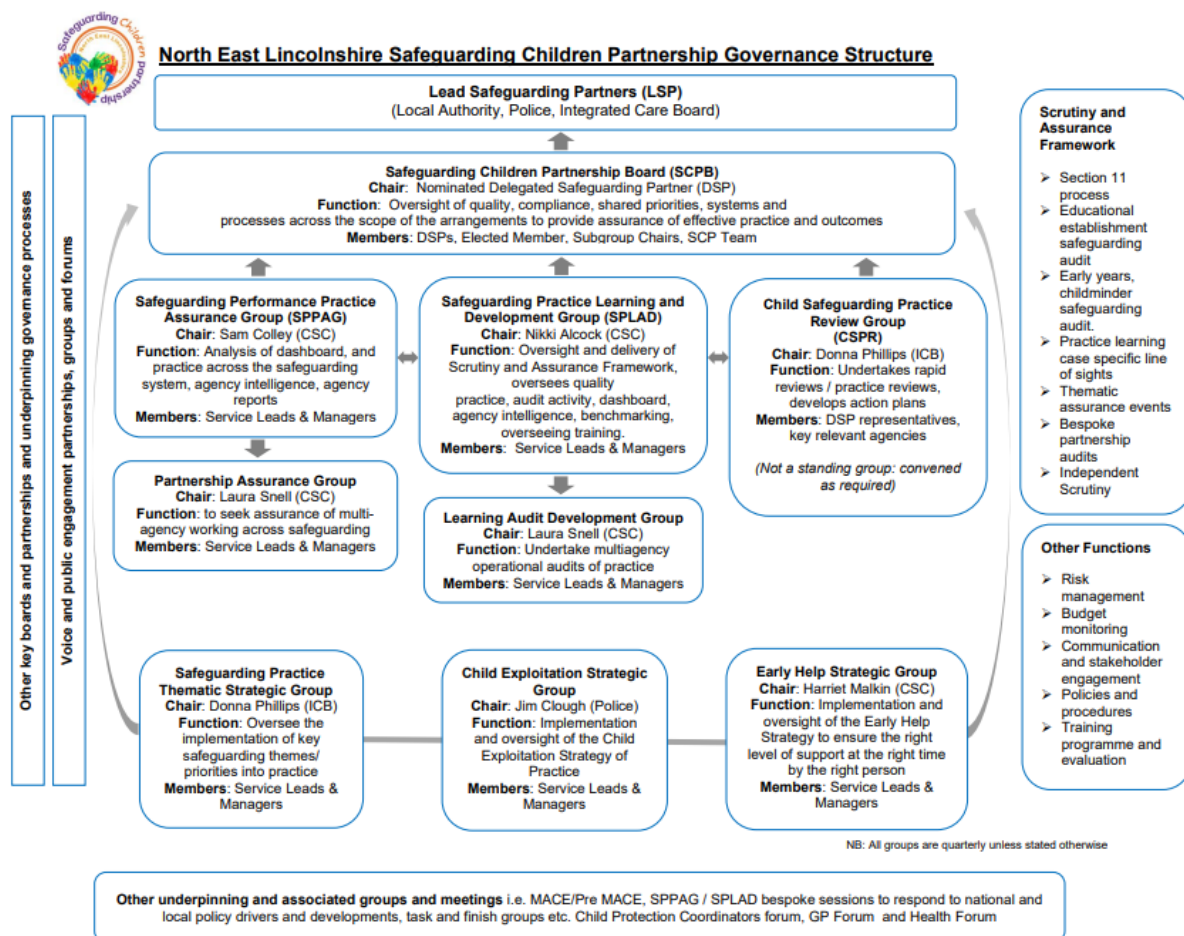 Safeguarding Children Partnership
North East Lincolnshire
North East Lincolnshire Safeguarding Children Partnership Governance Structure
Lead Safeguarding Partners (LSP)
(Local Authority, Police, Integrated Care Board)
Safeguarding Children Partnership Board (SCPB)
Chair: Nominated Delegated Safeguarding Partner (DSP)
Function: Oversight of quality, compliance, shared priorities, systems and
processes across the scope of the arrangements to provide assurance of effective practice and outcomes
Members: DSPs, Elected Member, Subgroup Chairs, SCP Team
Other key boards and partnerships and underpinning governance processes
Voice and public engagement partnerships, groups and forums
Safeguarding Performance Practice
Assurance Group (SPPAG)
Chair: Sam Colley (CSC)
Function: Analysis of dashboard, and
practice across the safeguarding
system, agency intelligence, agency
reports
Members: Service Leads & Managers
Safeguarding Practice Learning and
Development Group (SPLAD)
Chair: Nikki Alcock (CSC)
Function: Oversight and delivery of
Scrutiny and Assurance Framework,
oversees quality
practice, audit activity, dashboard,
agency intelligence, benchmarking,
overseeing training.
Members: Service Leads & Managers
Child Safeguarding Practice
Review Group
(CSPR)
Chair: Donna Phillips (ICB)
Function: Undertakes rapid
reviews / practice reviews,
develops action plans
Members: DSP representatives,
key relevant agencies
(Not a standing group: convened
as required)
Partnership Assurance Group
Chair: Laura Snell (CSC)
Function: to seek assurance of multi-
agency working across safeguarding
Members: Service Leads & Managers
Learning Audit Development Group
Chair: Laura Snell (CSC)
Function: Undertake multiagency
operational audits of practice
Members: Service Leads & Managers
Safeguarding Practice
Thematic Strategic Group
Chair: Donna Phillips (ICB)
Function: Oversee the
implementation of key
safeguarding themes/
priorities into practice
Members: Service Leads &
Managers
Child Exploitation Strategic
Group
Chair: Jim Clough (Police)
Function: Implementation
and oversight of the Child
Exploitation Strategy of
Practice
Members: Service Leads &
Managers
Early Help Strategic Group
Chair: Harriet Malkin (CSC)
Function: Implementation and
oversight of the Early Help
Strategy to ensure the right
level of support at the right time
by the right person
Members: Service Leads &
Managers
Scrutiny and
Assurance
Framework
➢ Section 11
process
➢ Educational
establishment
safeguarding
audit
➢ Early years,
childminder
safeguarding
audit.
➢ Practice learning
case specific line
of sights
➢ Thematic
assurance events
➢ Bespoke
partnership
audits
➢ Independent
Scrutiny
Other Functions
➢ Risk
management
➢ Budget
monitoring
➢ Communication
and stakeholder
engagement
➢ Policies and
procedures
➢ Training
programme and
evaluation
NB: All groups are quarterly unless stated otherwise
Other underpinning and associated groups and meetings i.e. MACE/Pre MACE, SPPAG / SPLAD bespoke sessions to respond to national and
local policy drivers and developments, task and finish groups etc. Child Protection Coordinators forum, GP Forum and Health Forum